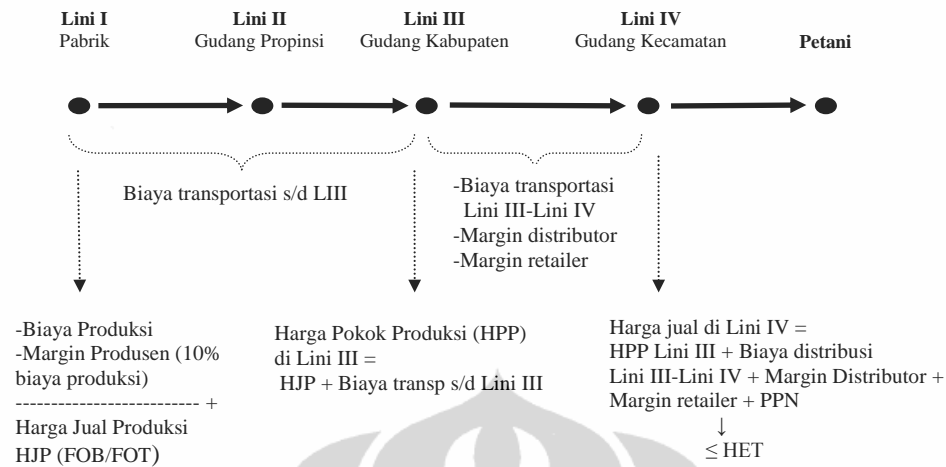 Lini I
Pabrik
Lini II
Gudang Propinsi
Lini III
Gudang Kabupaten
Lini IV
Gudang Kecamatan
Petani
Biaya transportasi s/d LIII
-Biaya transportasi
Lini III-Lini IV
-Margin distributor
-Margin retailer
-Biaya Produksi
-Margin Produsen (10%
biaya produksi)
-------------------------- +
Harga Jual Produksi
HJP (FOB/FOT)
Harga Pokok Produksi (HPP)
di Lini III =
HJP + Biaya transp s/d Lini III
Harga jual di Lini IV =
HPP Lini III + Biaya distribusi
Lini III-Lini IV + Margin Distributor +
Margin retailer + PPN
↓
≤ HET